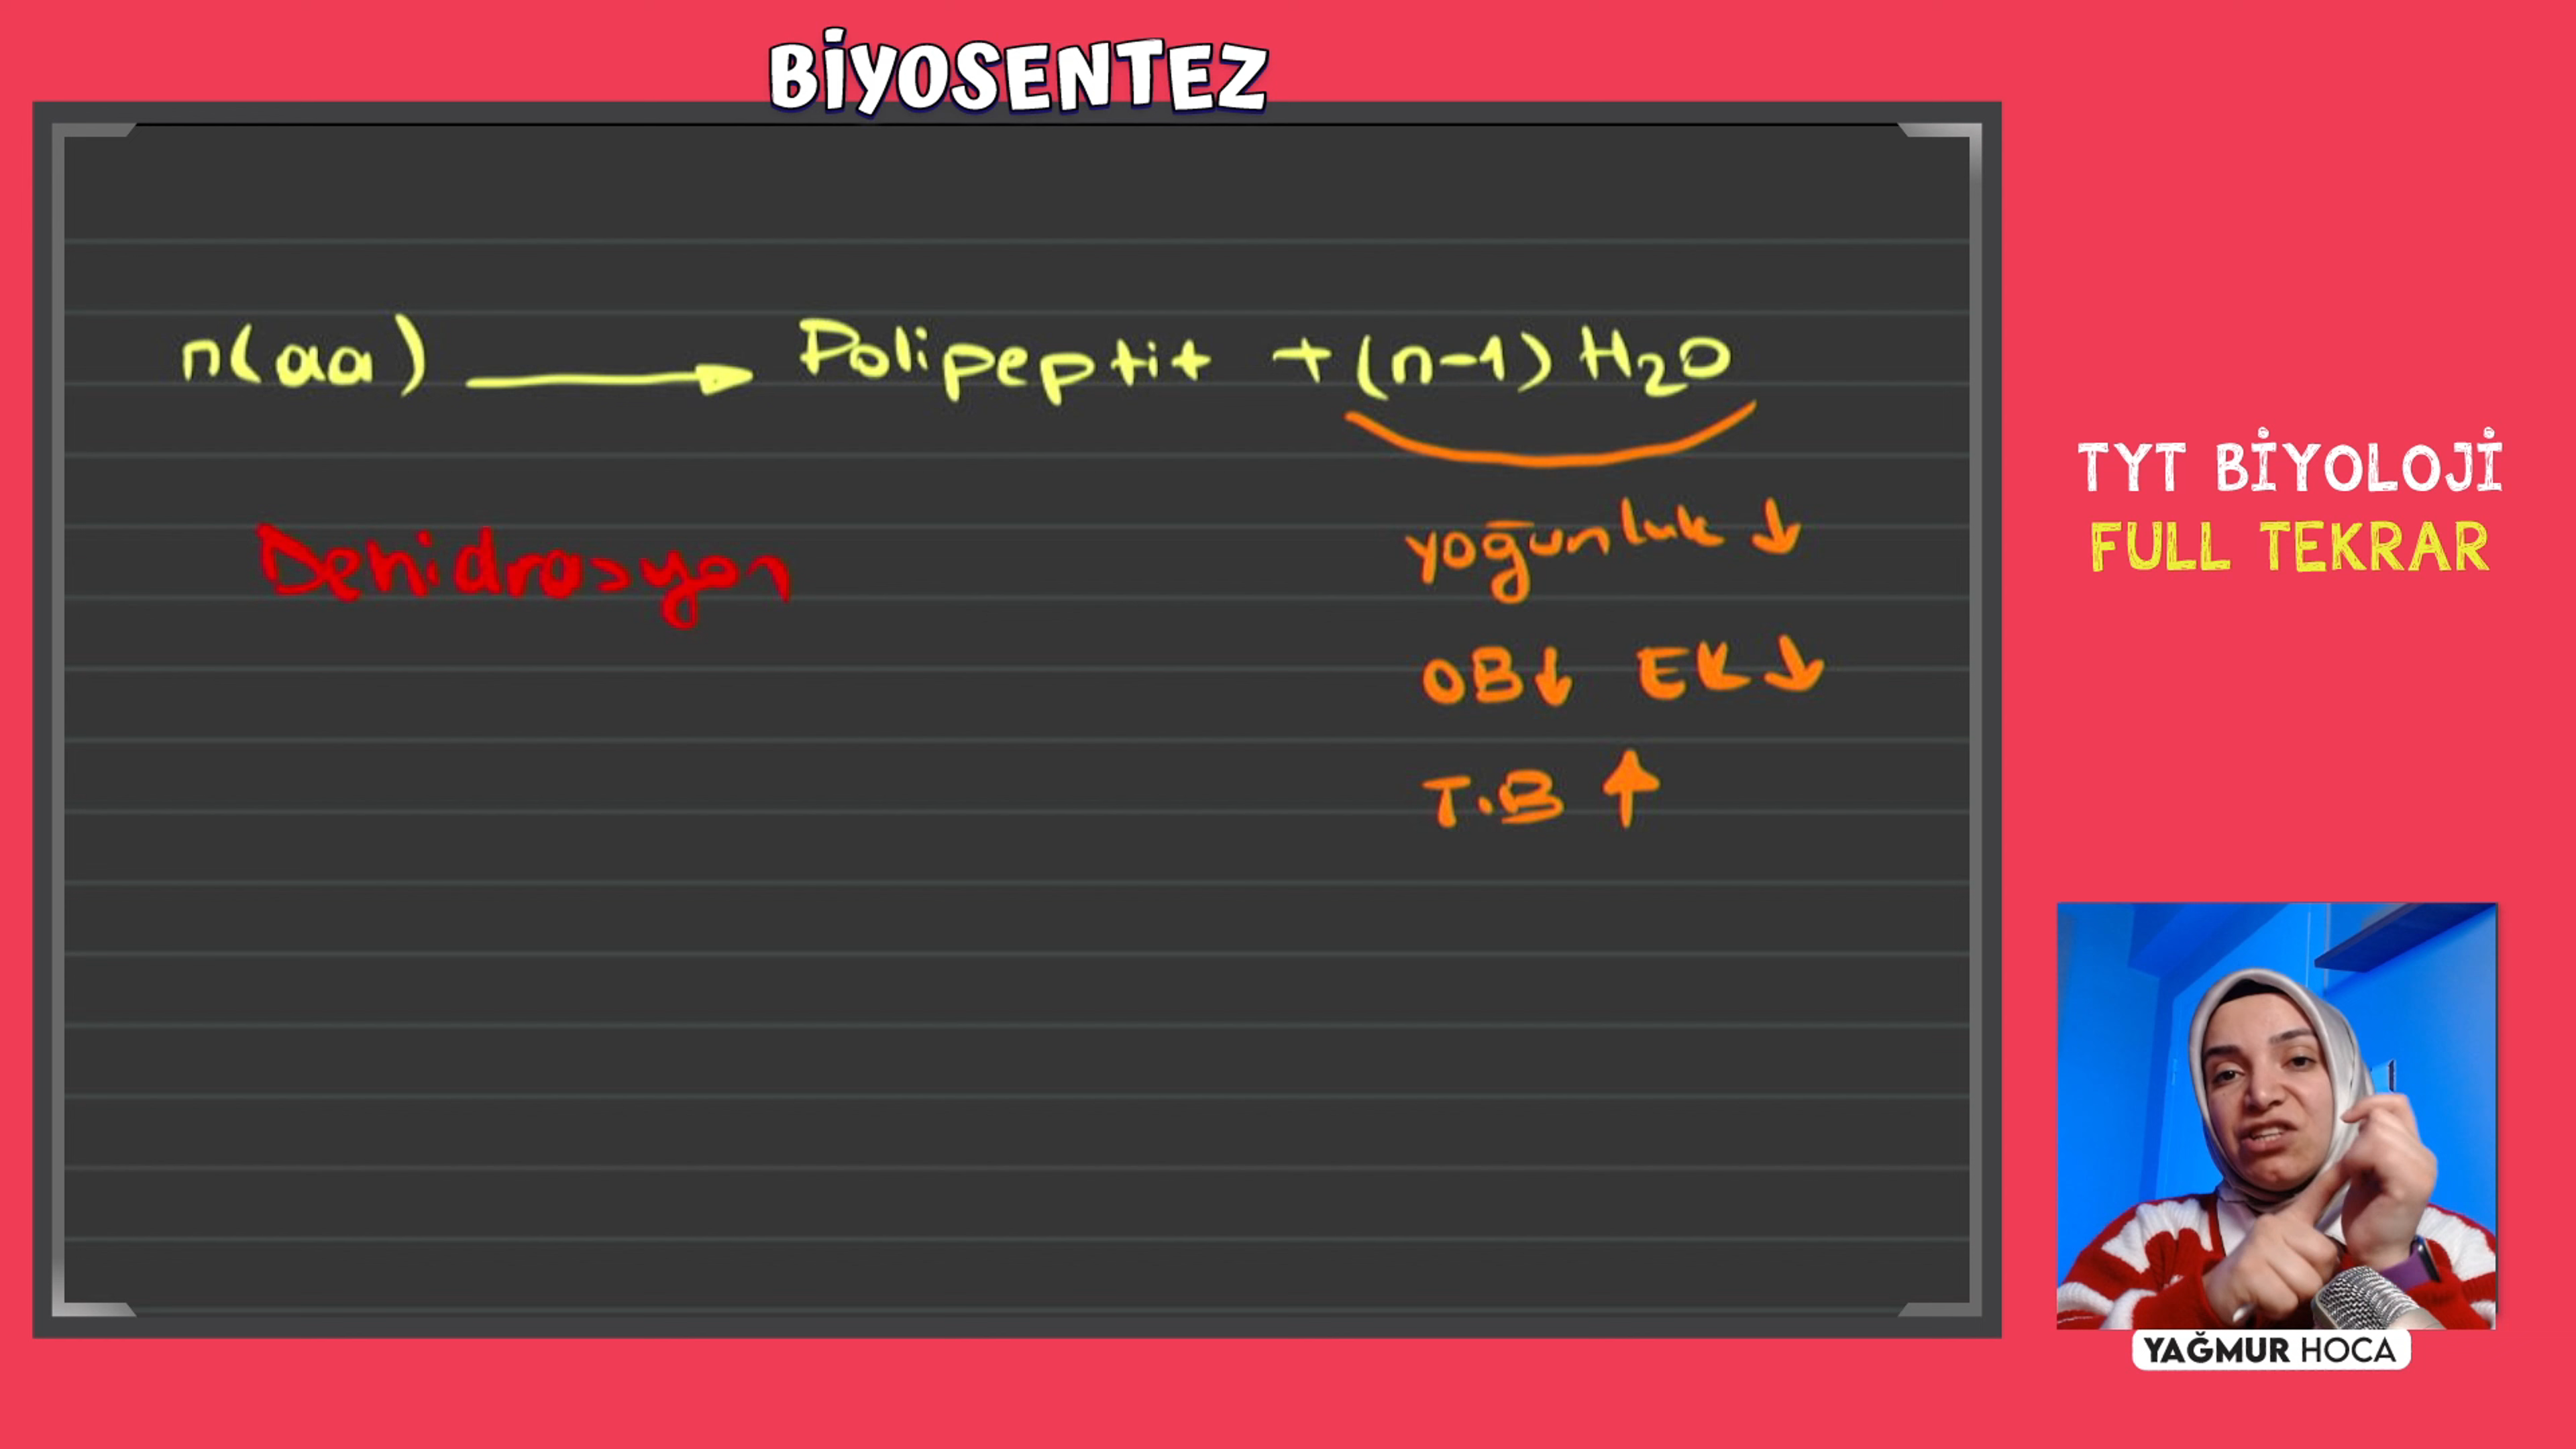 BİYOSENTEZ
n(aa) → Polipeptit + (n-1) H₂O
Dehidrasyon
yoğunluk ↓
OB↓ EK↓
T.B ↑
TYT BİYOLOJİ
FULL TEKRAR
YAĞMUR HOCA